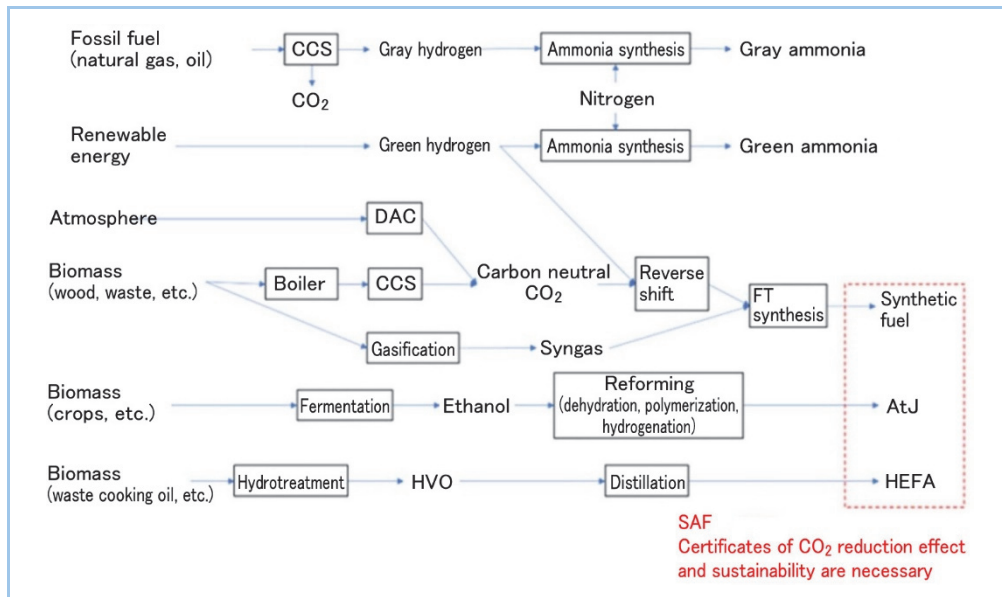 Fossil fuel
(natural gas, oil)
CCS
Gray hydrogen
Ammonia synthesis
Gray ammonia
CO₂
Nitrogen
Renewable
energy
Green hydrogen
Ammonia synthesis
Green ammonia
Atmosphere
DAC
Biomass
(wood, waste, etc.)
Boiler
CCS
Carbon neutral
CO₂
Reverse
shift
FT
synthesis
Synthetic
fuel
Gasification
Syngas
Biomass
(crops, etc.)
Fermentation
Ethanol
Reforming
(dehydration, polymerization,
hydrogenation)
AtJ
Biomass
(waste cooking oil, etc.)
Hydrotreatment
HVO
Distillation
HEFA
SAF
Certificates of CO₂ reduction effect
and sustainability are necessary